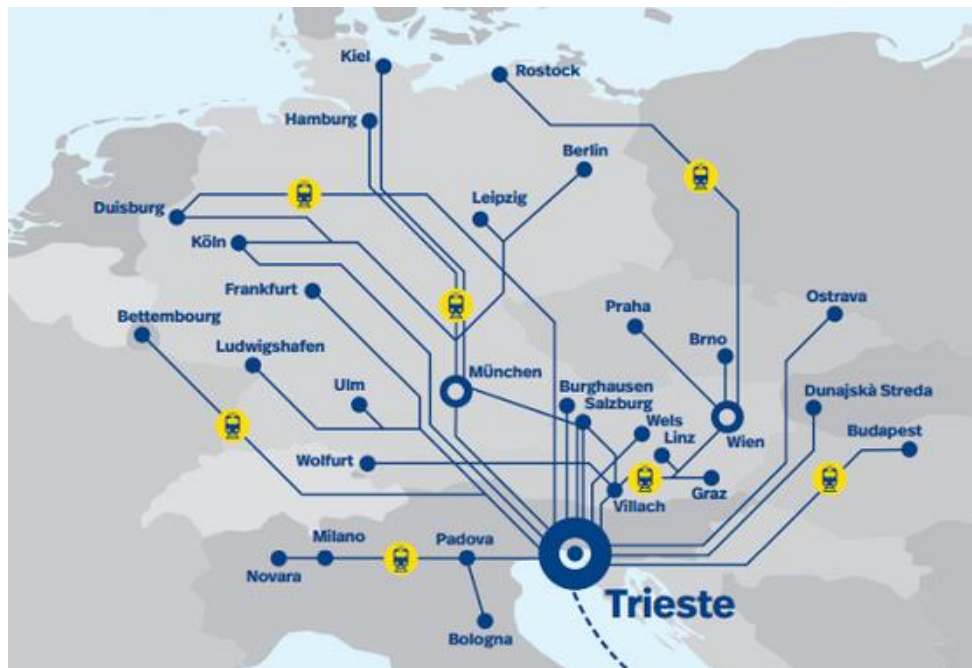 Kiel
Rostock
Hamburg
Berlin
Leipzig
Duisburg
Köln
Frankfurt
Praha
Ostrava
Bettembourg
Brno
Ludwigshafen
München
Ulm
Burghausen
Dunajskà Streda
Salzburg
Wels
Linz
Wien
Budapest
Wolfurt
Graz
Villach
Milano
Padova
Novara
Trieste
Bologna